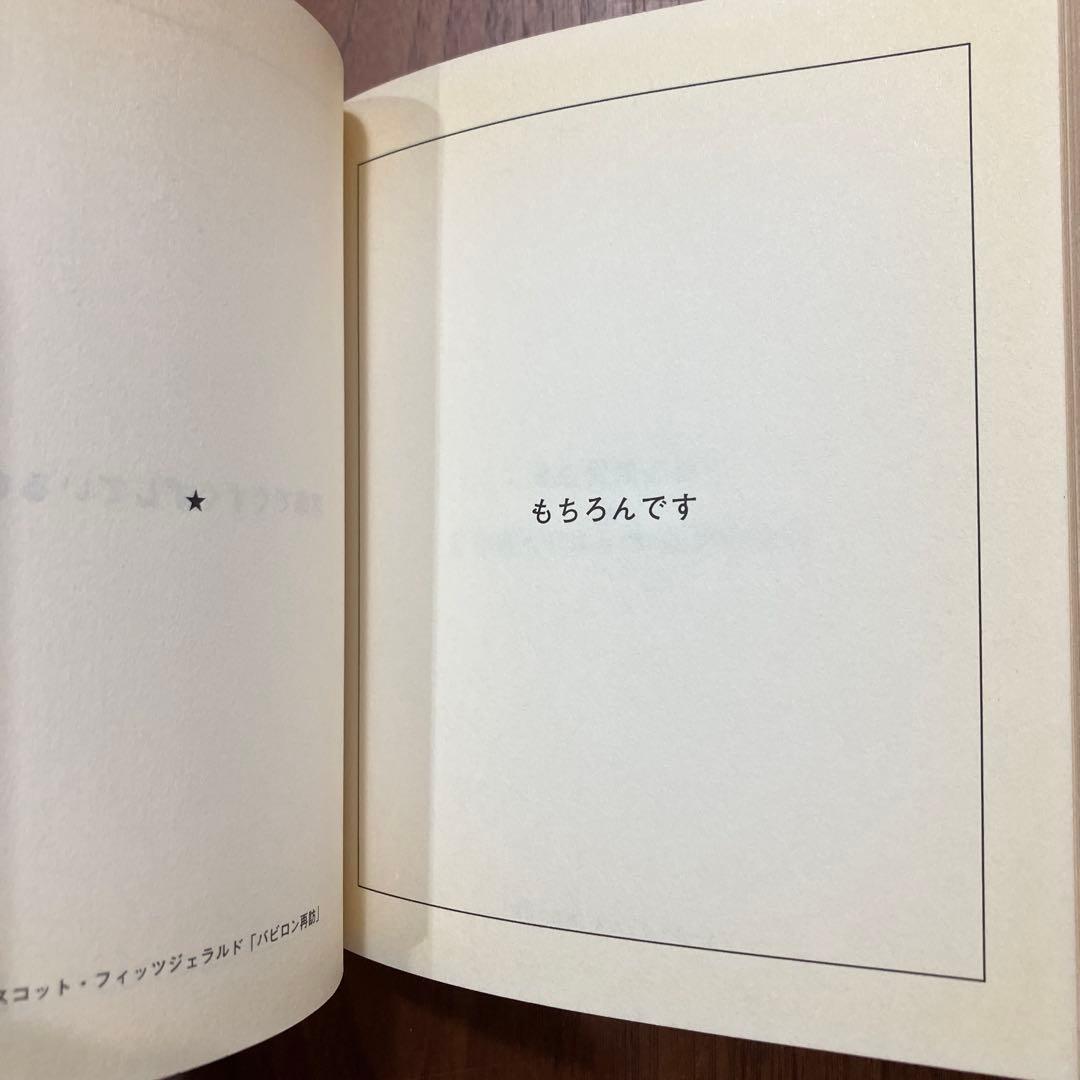 ★
スコット・フィッツジェラルド「バビロン再訪」
もちろんです